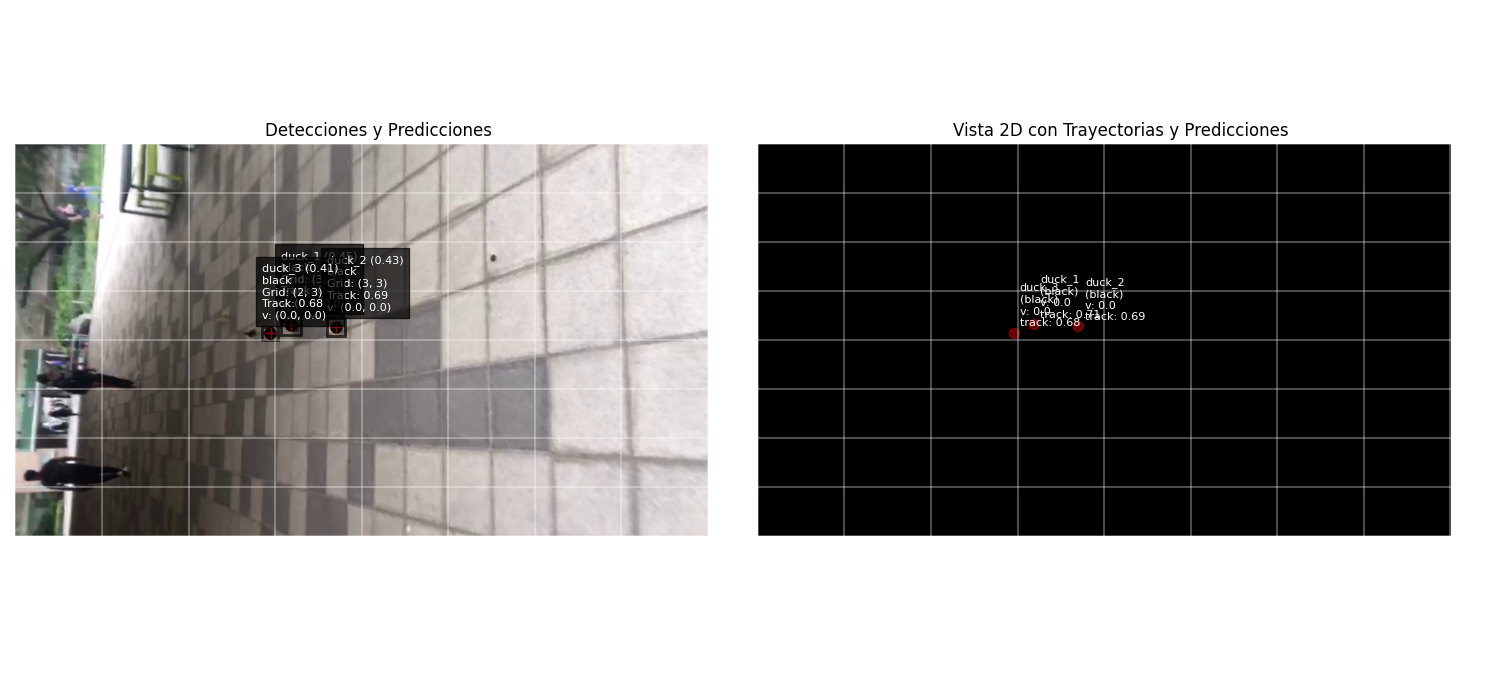 Detecciones y Predicciones
duck_1
duck_2 (0.43)
black
Grid: (3, 3)
Track: 0.69
v: (0.0, 0.0)
duck_3 (0.41)
black
Grid: (2, 3)
Track: 0.68
v: (0.0, 0.0)
Vista 2D con Trayectorias y Predicciones
duck_1
(black)
v: 0.0
track: 0.71
duck_2
(black)
v: 0.0
track: 0.69
(black)
v: 0.0
track: 0.68